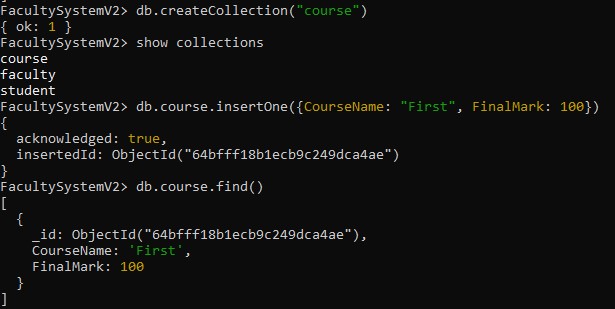 FacultySystemV2> db.createCollection("course")
{ ok: 1 }
FacultySystemV2> show collections
course
faculty
student
FacultySystemV2> db.course.insertOne({CourseName: "First", FinalMark: 100})
{
  acknowledged: true,
  insertedId: ObjectId("64bfff18b1ecb9c249dca4ae")
}
FacultySystemV2> db.course.find()
[
  {
    _id: ObjectId("64bfff18b1ecb9c249dca4ae"),
    CourseName: 'First',
    FinalMark: 100
  }
]